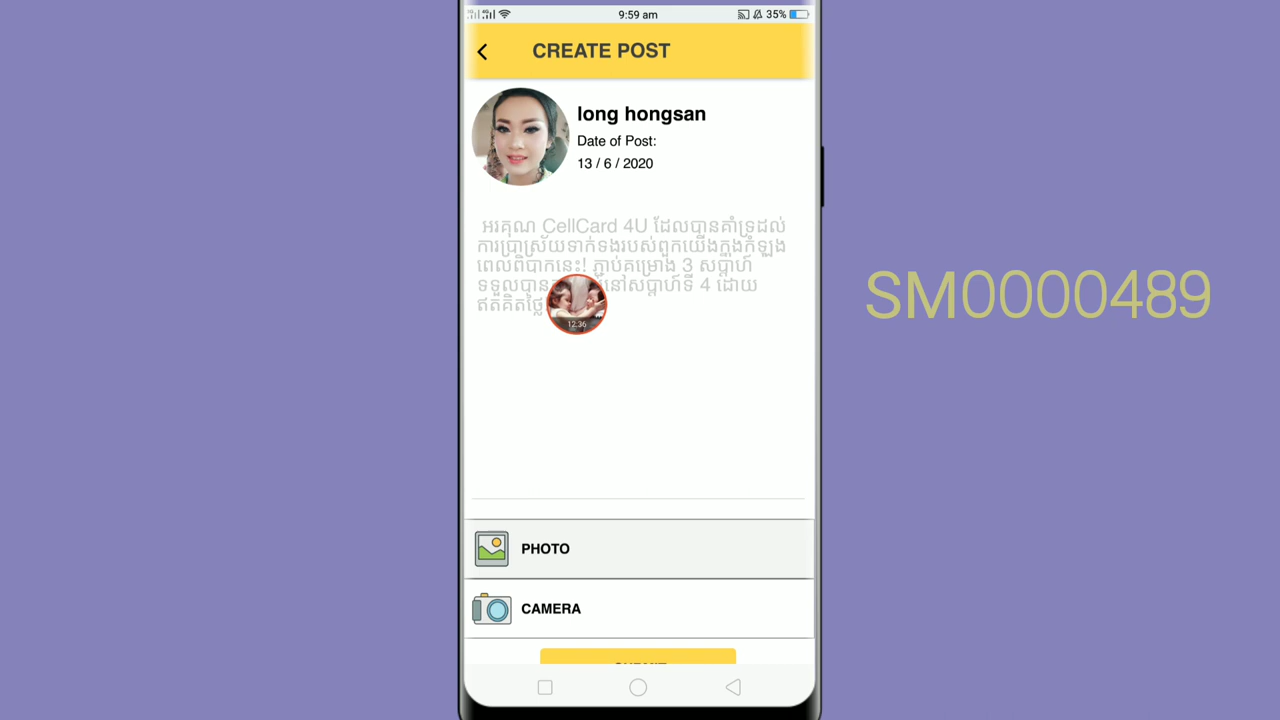 9:59 am
35%
CREATE POST
long hongsan
Date of Post:
13 / 6 / 2020
អរគុណ CellCard 4U ដែលបានគាំទ្រដល់
ការប្រាស្រ័យទាក់ទងរបស់ពួកយើងក្នុងកំឡុង
ពេលពិបាកនេះ! ភ្ជាប់គម្រោង 3 សប្តាហ៍
ទទួលបាន នៅសប្តាហ៍ទី 4 ដោយ
ឥតគិតថ្លៃ
12:36
SM0000489
PHOTO
CAMERA